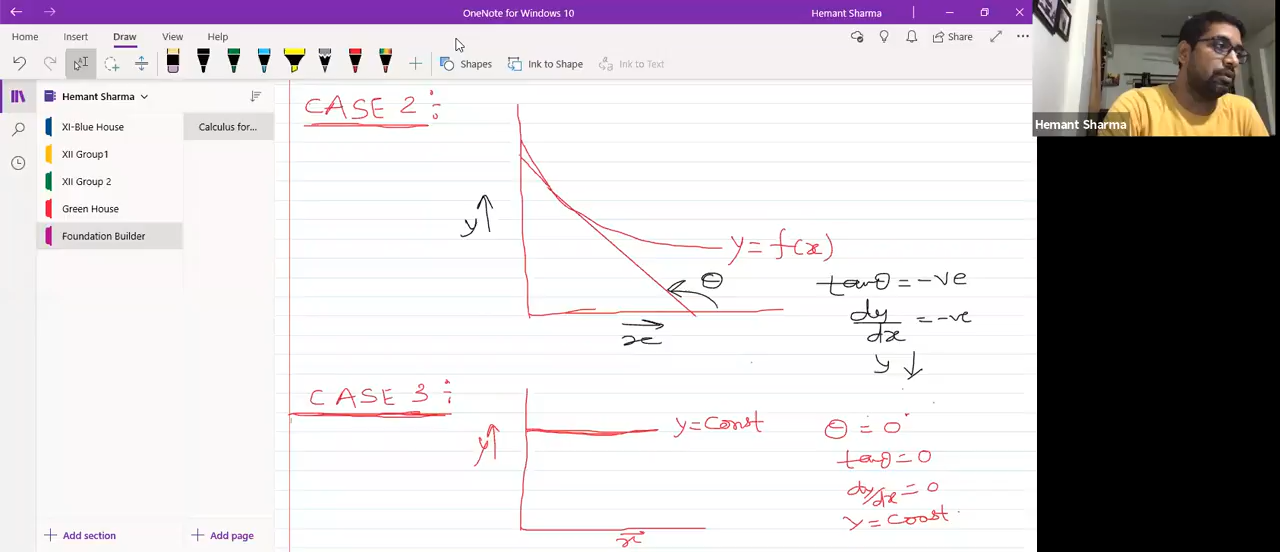 OneNote for Windows 10
Hemant Sharma
Home Insert Draw View Help
Share
Shapes Ink to Shape Ink to Text
Hemant Sharma
XI-Blue House
XII Group1
XII Group 2
Green House
Foundation Builder
Add section
Calculus for...
Add page
CASE 2 :
y ↑
y = f(x)
θ
x
tanθ = -ve
dy/dx = -ve
y ↓
CASE 3 :
y ↑
y = Const
x
θ = 0°
tanθ = 0
dy/dx = 0
y = Const
Hemant Sharma